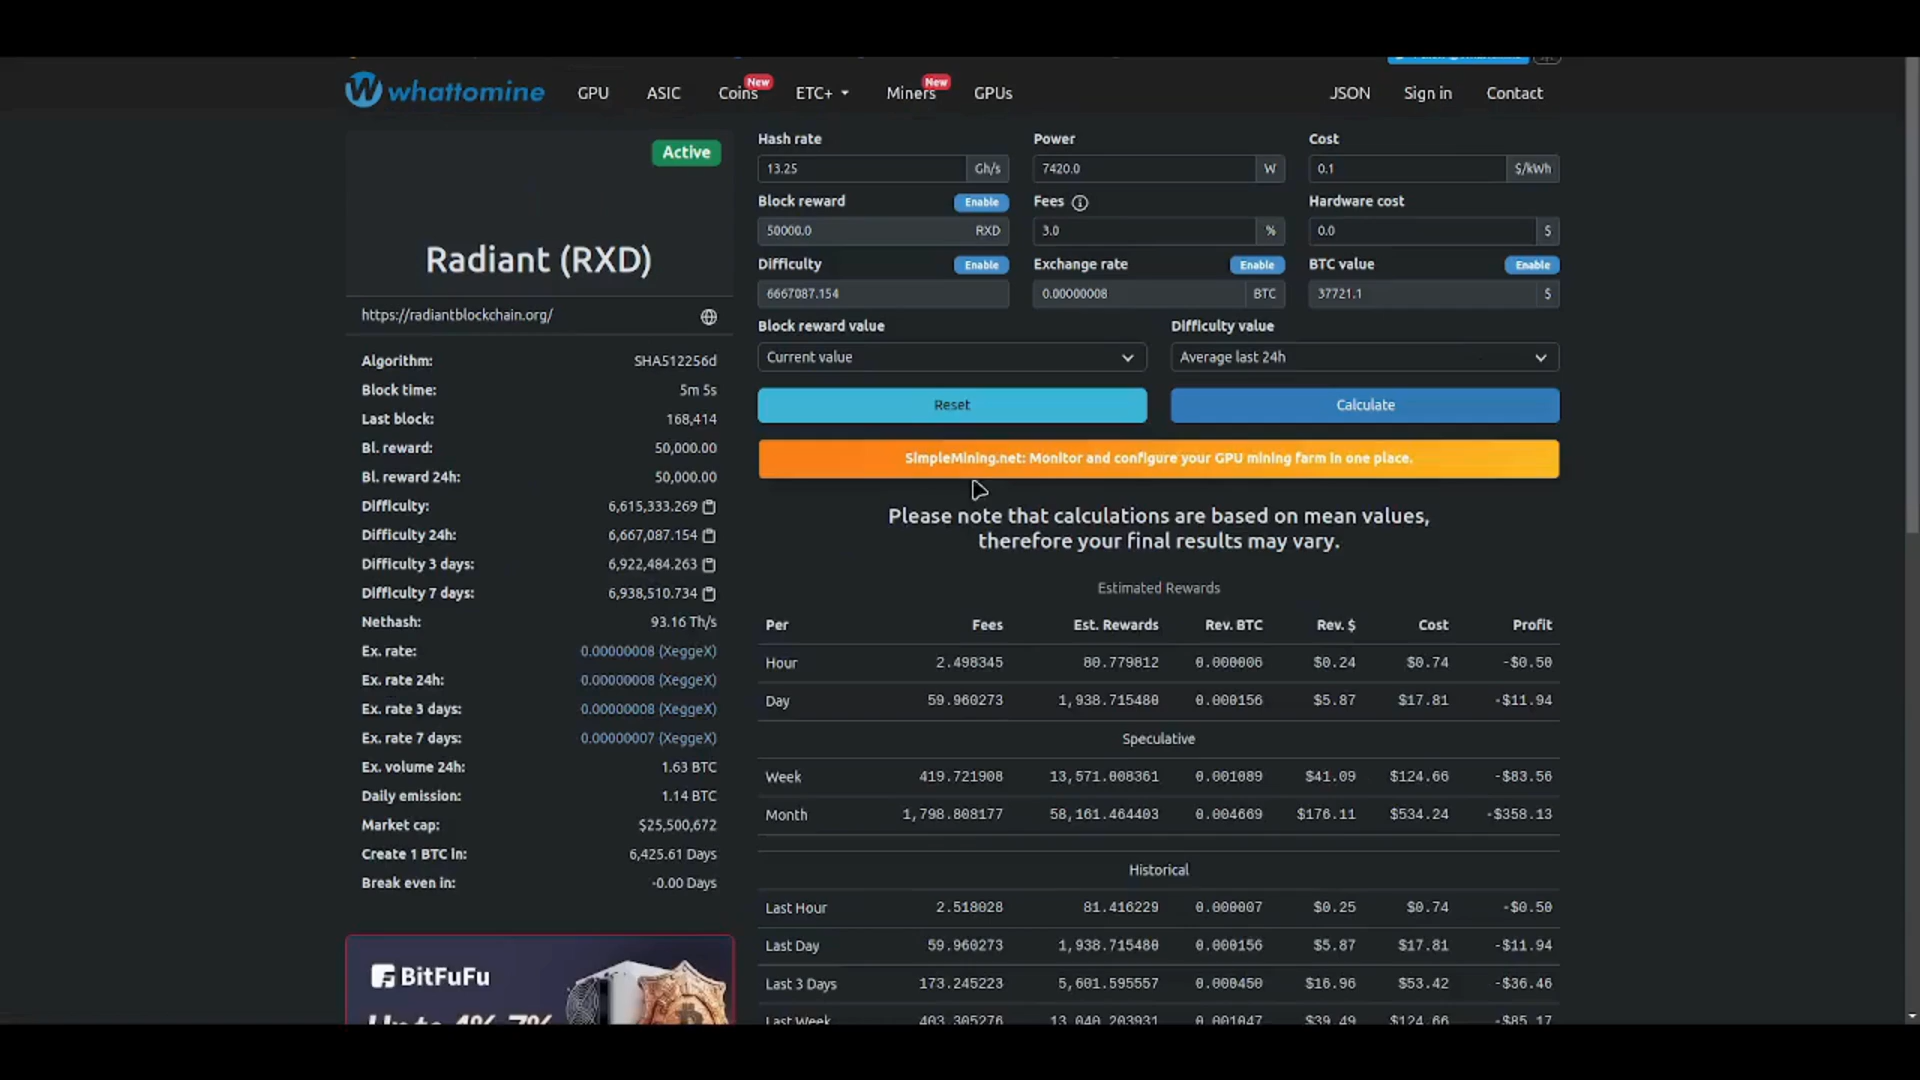 whattomine
GPU ASIC Coins New ETC+ Miners New GPUs JSON Sign in Contact
Active
Radiant (RXD)
https://radiantblockchain.org/
Algorithm: SHA512256d
Block time: 5m 5s
Last block: 168,414
Bl. reward: 50,000.00
Bl. reward 24h: 50,000.00
Difficulty: 6,615,333.269
Difficulty 24h: 6,667,087.154
Difficulty 3 days: 6,922,484.263
Difficulty 7 days: 6,938,510.734
Nethash: 93.16 Th/s
Ex. rate: 0.00000008 (XeggeX)
Ex. rate 24h: 0.00000008 (XeggeX)
Ex. rate 3 days: 0.00000008 (XeggeX)
Ex. rate 7 days: 0.00000007 (XeggeX)
Ex. volume 24h: 1.63 BTC
Daily emission: 1.14 BTC
Market cap: $25,500,672
Create 1 BTC in: 6,425.61 Days
Break even in: -0.00 Days
BitFuFu
Hash rate Power Cost
13.25 Gh/s 7420.0 W 0.1 $/kWh
Block reward Enable Fees Hardware cost
50000.0 RXD 3.0 % 0.0 $
Difficulty Enable Exchange rate Enable BTC value Enable
6667087.154 0.00000008 BTC 37721.1 $
Block reward value Difficulty value
Current value Average last 24h
Reset Calculate
SimpleMining.net: Monitor and configure your GPU mining farm in one place.
Please note that calculations are based on mean values,
therefore your final results may vary.
Estimated Rewards
Per Fees Est. Rewards Rev. BTC Rev. $ Cost Profit
Hour 2.498345 80.779812 0.000006 $0.24 $0.74 -$0.50
Day 59.960273 1,938.715480 0.000156 $5.87 $17.81 -$11.94
Speculative
Week 419.721908 13,571.008361 0.001089 $41.09 $124.66 -$83.56
Month 1,798.808177 58,161.464403 0.004669 $176.11 $534.24 -$358.13
Historical
Last Hour 2.518028 81.416229 0.000007 $0.25 $0.74 -$0.50
Last Day 59.960273 1,938.715480 0.000156 $5.87 $17.81 -$11.94
Last 3 Days 173.245223 5,601.595557 0.000450 $16.96 $53.42 -$36.46
Last Week 403.305276 13,040.203931 0.001047 $39.49 $124.66 -$85.17